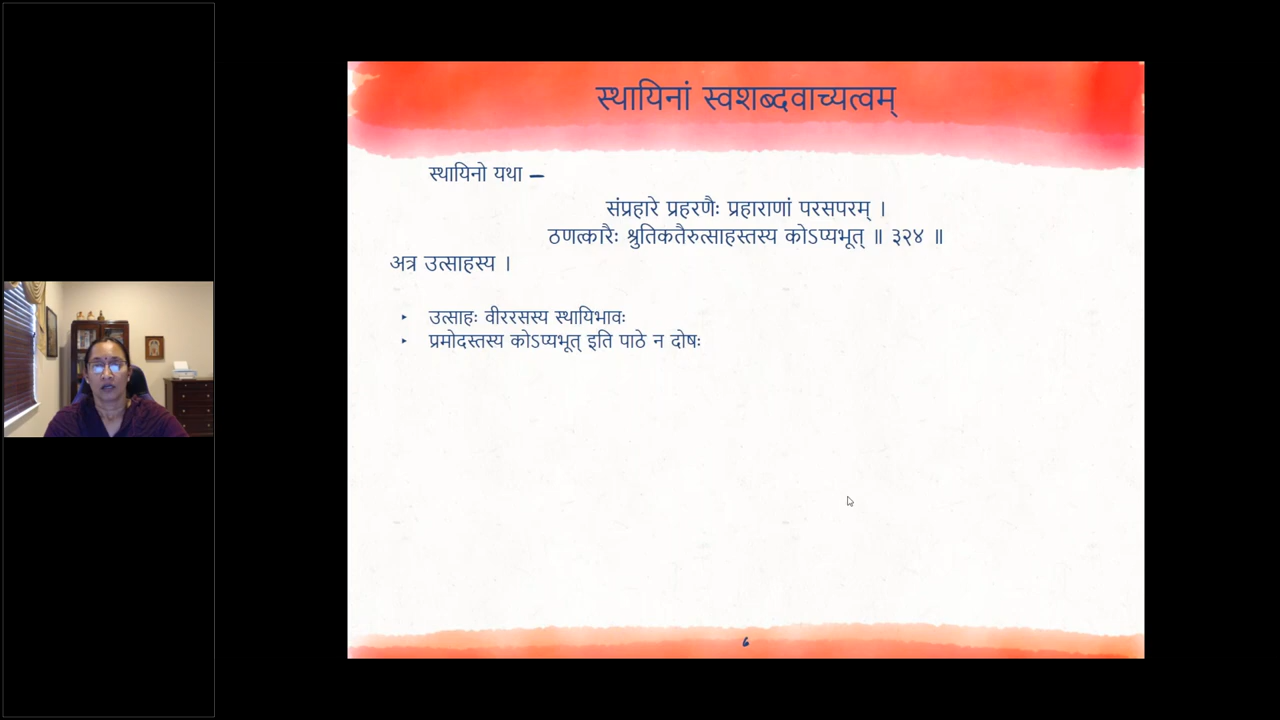 स्थायिनां स्वशब्दवाच्यत्वम्
स्थायिनो यथा –
संप्रहारे प्रहरणैः प्रहाराणां परसपरम् ।
ठणत्कारैः श्रुतिकतैरुत्साहस्तस्य कोऽप्यभूत् ॥ ३२४ ॥
अत्र उत्साहस्य ।
‣ उत्साहः वीररसस्य स्थायिभावः
‣ प्रमोदस्तस्य कोऽप्यभूत् इति पाठे न दोषः
6